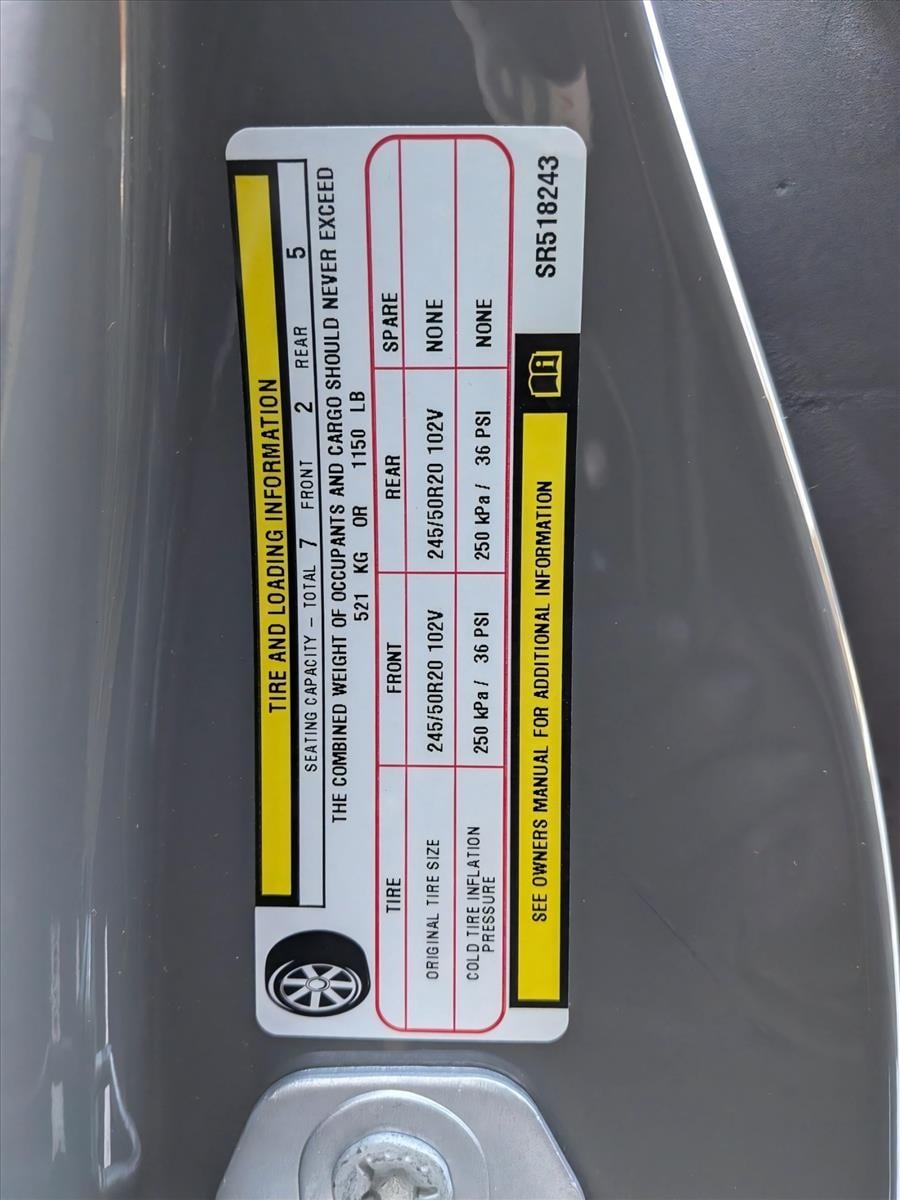 TIRE AND LOADING INFORMATION
SEATING CAPACITY - TOTAL 7 FRONT 2 REAR 5
THE COMBINED WEIGHT OF OCCUPANTS AND CARGO SHOULD NEVER EXCEED
521 KG OR 1150 LB
TIRE FRONT REAR SPARE
ORIGINAL TIRE SIZE 245/50R20 102V 245/50R20 102V NONE
COLD TIRE INFLATION PRESSURE 250 kPa / 36 PSI 250 kPa / 36 PSI NONE
SEE OWNERS MANUAL FOR ADDITIONAL INFORMATION
SR518243